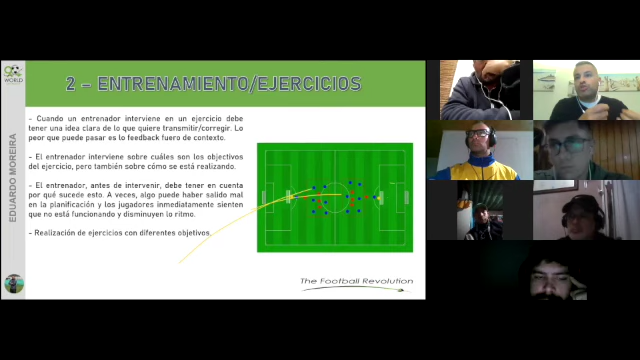 WORLD
2 – ENTRENAMIENTO/EJERCICIOS
EDUARDO MOREIRA
- Cuando un entrenador interviene en un ejercicio debe
tener una idea clara de lo que quiere transmitir/corregir. Lo
peor que puede pasar es lo feedback fuero de contexto.
- El entrenador interviene sobre cuáles son los objectivos
del ejercicio, pero también sobre cómo se está realizando.
- El entrenador, antes de intervenir, debe tener en cuenta
por qué sucede esto. A veces, algo puede haber salido mal
en la planificación y los jugadores inmediatamente sienten
que no está funcionando y disminuyen lo ritmo.
- Realización de ejercicios con diferentes objetivos.
The Football Revolution